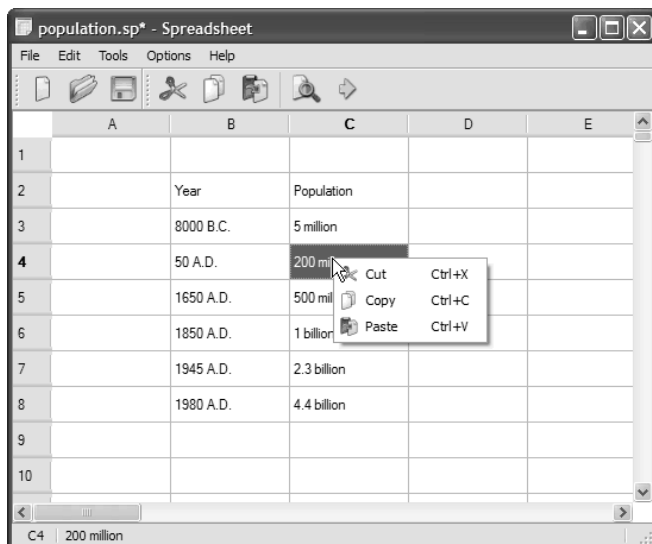 population.sp* - Spreadsheet
File Edit Tools Options Help
A B C D E
1
2 Year Population
3 8000 B.C. 5 million
4 50 A.D. 200 mi
Cut Ctrl+X
5 1650 A.D. 500 mil
Copy Ctrl+C
6 1850 A.D. 1 billion
Paste Ctrl+V
7 1945 A.D. 2.3 billion
8 1980 A.D. 4.4 billion
9
10
C4 200 million